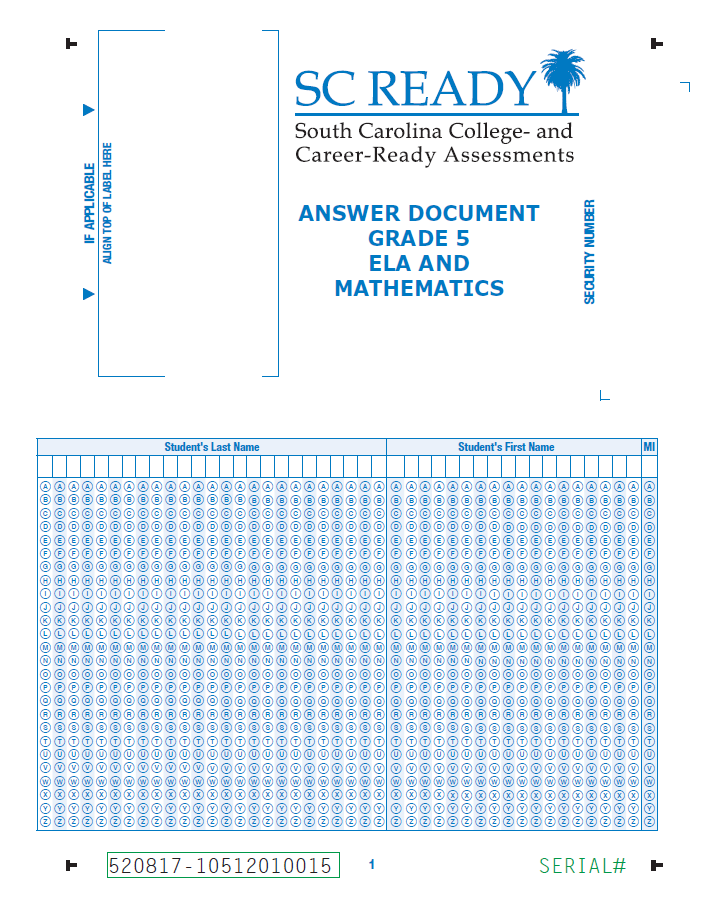 SC READY
South Carolina College- and
Career-Ready Assessments
IF APPLICABLE
ALIGN TOP OF LABEL HERE
ANSWER DOCUMENT
GRADE 5
ELA AND
MATHEMATICS
SECURITY NUMBER
Student's Last Name Student's First Name MI
A A A A A A A A A A A A A A A A A A A A A A A A A A A A A A A A A A A A A A A A A A A A
B B B B B B B B B B B B B B B B B B B B B B B B B B B B B B B B B B B B B B B B B B B B
C C C C C C C C C C C C C C C C C C C C C C C C C C C C C C C C C C C C C C C C C C C C
D D D D D D D D D D D D D D D D D D D D D D D D D D D D D D D D D D D D D D D D D D D D
E E E E E E E E E E E E E E E E E E E E E E E E E E E E E E E E E E E E E E E E E E E E
F F F F F F F F F F F F F F F F F F F F F F F F F F F F F F F F F F F F F F F F F F F F
G G G G G G G G G G G G G G G G G G G G G G G G G G G G G G G G G G G G G G G G G G G G
H H H H H H H H H H H H H H H H H H H H H H H H H H H H H H H H H H H H H H H H H H H H
I I I I I I I I I I I I I I I I I I I I I I I I I I I I I I I I I I I I I I I I I I I I
J J J J J J J J J J J J J J J J J J J J J J J J J J J J J J J J J J J J J J J J J J J J
K K K K K K K K K K K K K K K K K K K K K K K K K K K K K K K K K K K K K K K K K K K K
L L L L L L L L L L L L L L L L L L L L L L L L L L L L L L L L L L L L L L L L L L L L
M M M M M M M M M M M M M M M M M M M M M M M M M M M M M M M M M M M M M M M M M M M M
N N N N N N N N N N N N N N N N N N N N N N N N N N N N N N N N N N N N N N N N N N N N
O O O O O O O O O O O O O O O O O O O O O O O O O O O O O O O O O O O O O O O O O O O O
P P P P P P P P P P P P P P P P P P P P P P P P P P P P P P P P P P P P P P P P P P P P
Q Q Q Q Q Q Q Q Q Q Q Q Q Q Q Q Q Q Q Q Q Q Q Q Q Q Q Q Q Q Q Q Q Q Q Q Q Q Q Q Q Q Q Q
R R R R R R R R R R R R R R R R R R R R R R R R R R R R R R R R R R R R R R R R R R R R
S S S S S S S S S S S S S S S S S S S S S S S S S S S S S S S S S S S S S S S S S S S S
T T T T T T T T T T T T T T T T T T T T T T T T T T T T T T T T T T T T T T T T T T T T
U U U U U U U U U U U U U U U U U U U U U U U U U U U U U U U U U U U U U U U U U U U U
V V V V V V V V V V V V V V V V V V V V V V V V V V V V V V V V V V V V V V V V V V V V
W W W W W W W W W W W W W W W W W W W W W W W W W W W W W W W W W W W W W W W W W W W W
X X X X X X X X X X X X X X X X X X X X X X X X X X X X X X X X X X X X X X X X X X X X
Y Y Y Y Y Y Y Y Y Y Y Y Y Y Y Y Y Y Y Y Y Y Y Y Y Y Y Y Y Y Y Y Y Y Y Y Y Y Y Y Y Y Y Y
Z Z Z Z Z Z Z Z Z Z Z Z Z Z Z Z Z Z Z Z Z Z Z Z Z Z Z Z Z Z Z Z Z Z Z Z Z Z Z Z Z Z Z Z
520817-10512010015 1 SERIAL#